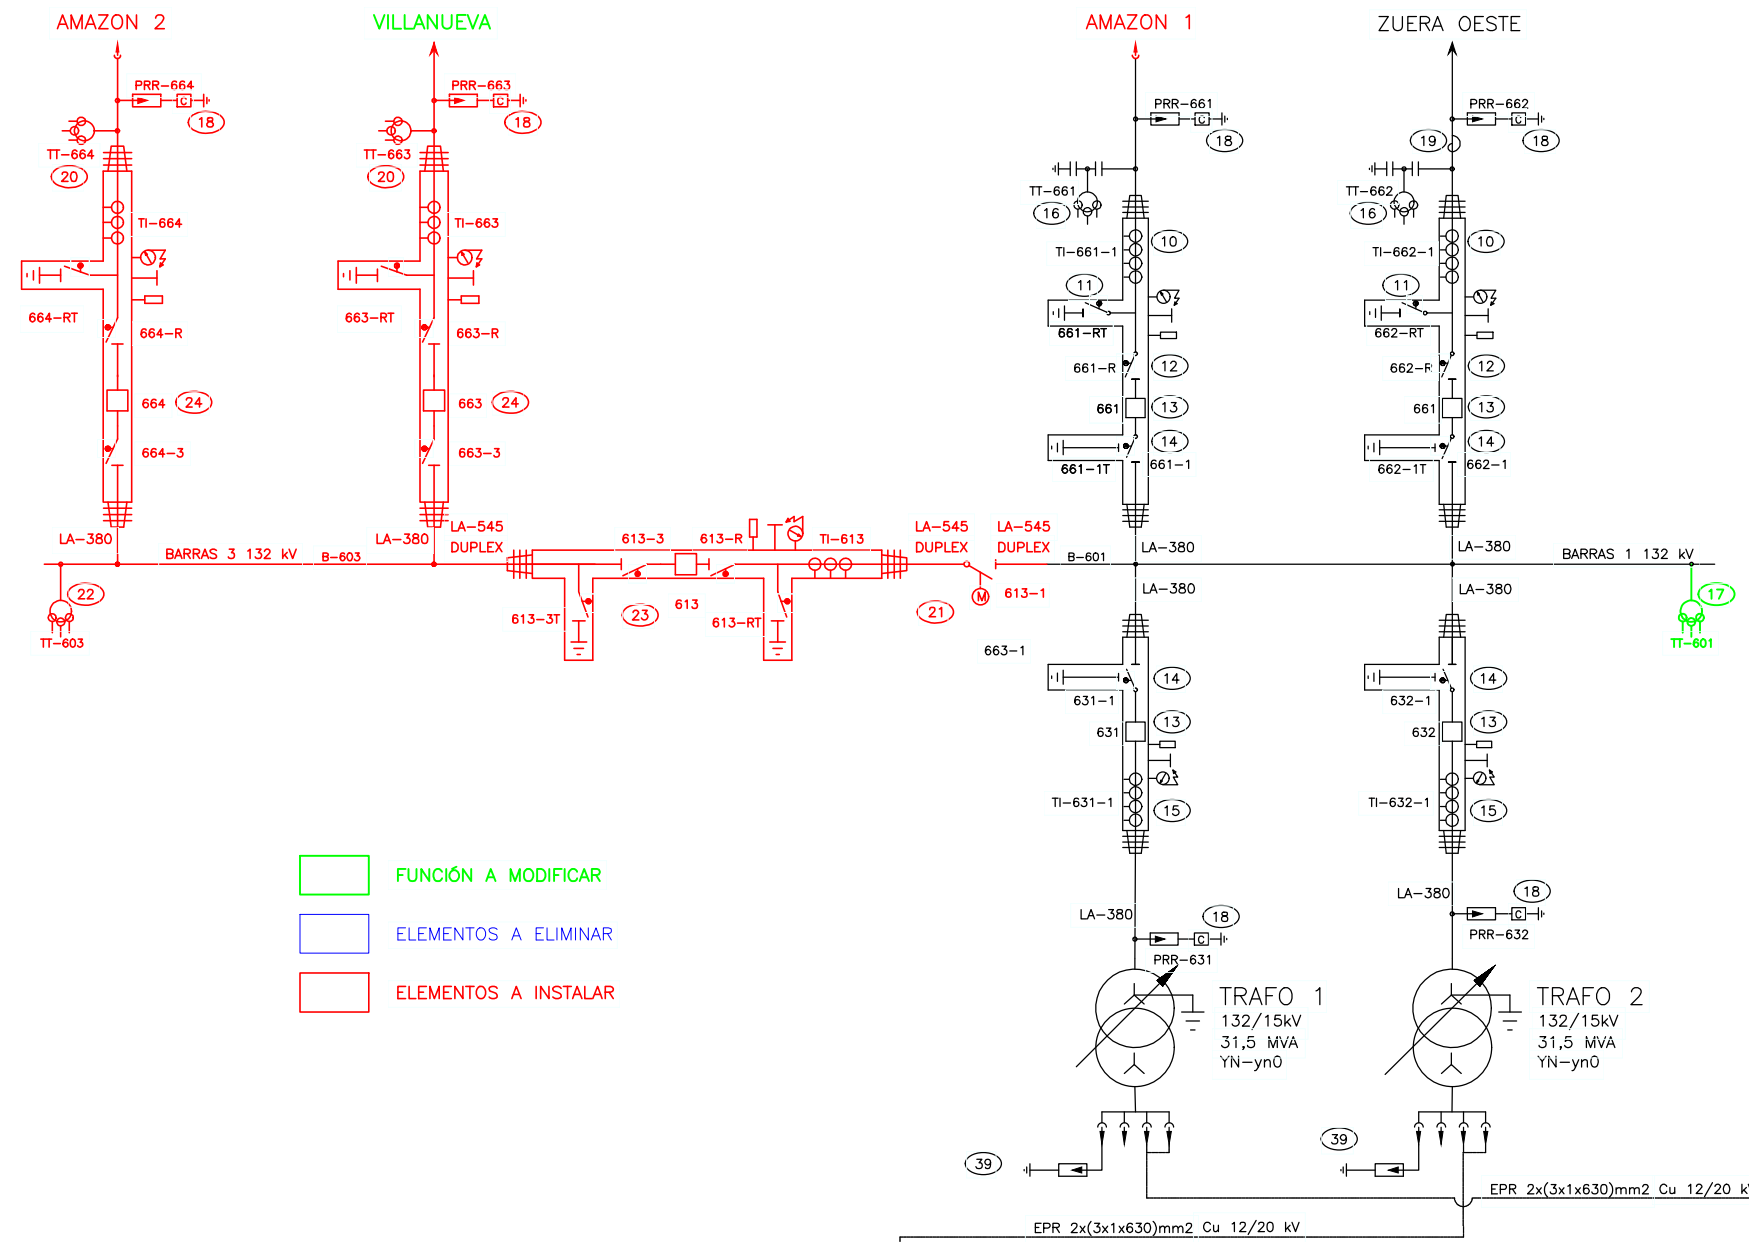 AMAZON 2
VILLANUEVA
AMAZON 1
ZUERA OESTE
PRR-664
C
18
TT-664
20
TI-664
664-RT
664-R
664
24
664-3
LA-380
PRR-663
C
18
TT-663
20
TI-663
663-RT
663-R
663
24
663-3
LA-380
BARRAS 3 132 kV
B-603
22
TT-603
LA-545
DUPLEX
613-3
613-R
TI-613
613-3T
23
613
613-RT
LA-545
DUPLEX
LA-545
DUPLEX
M
613-1
21
663-1
B-601
PRR-661
C
18
TT-661
16
TI-661-1
10
11
661-RT
661-R
12
661
13
14
661-1T
661-1
LA-380
LA-380
PRR-662
C
18
19
TT-662
16
TI-662-1
10
11
662-RT
662-R
12
661
13
14
662-1T
662-1
LA-380
LA-380
BARRAS 1 132 kV
17
TT-601
14
631-1
631
13
TI-631-1
15
LA-380
18
C
PRR-631
14
632-1
632
13
TI-632-1
15
LA-380
18
C
PRR-632
FUNCIÓN A MODIFICAR
ELEMENTOS A ELIMINAR
ELEMENTOS A INSTALAR
TRAFO 1
132/15kV
31,5 MVA
YN-yn0
TRAFO 2
132/15kV
31,5 MVA
YN-yn0
39
39
EPR 2x(3x1x630)mm2 Cu 12/20 kV
EPR 2x(3x1x630)mm2 Cu 12/20 kV